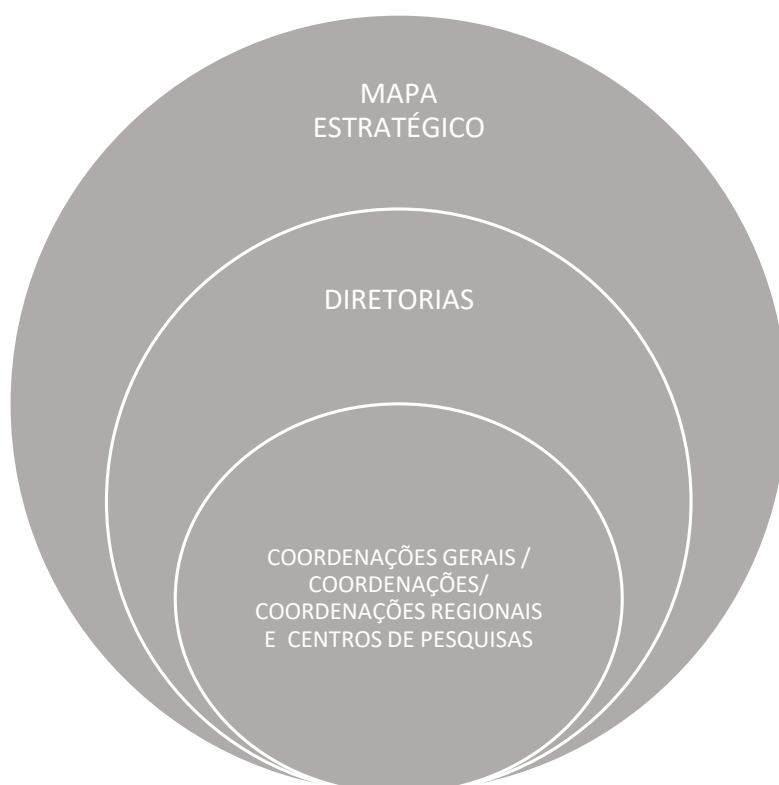 MAPA
ESTRATÉGICO
DIRETORIAS
COORDENAÇÕES GERAIS /
COORDENAÇÕES/
COORDENAÇÕES REGIONAIS
E CENTROS DE PESQUISAS